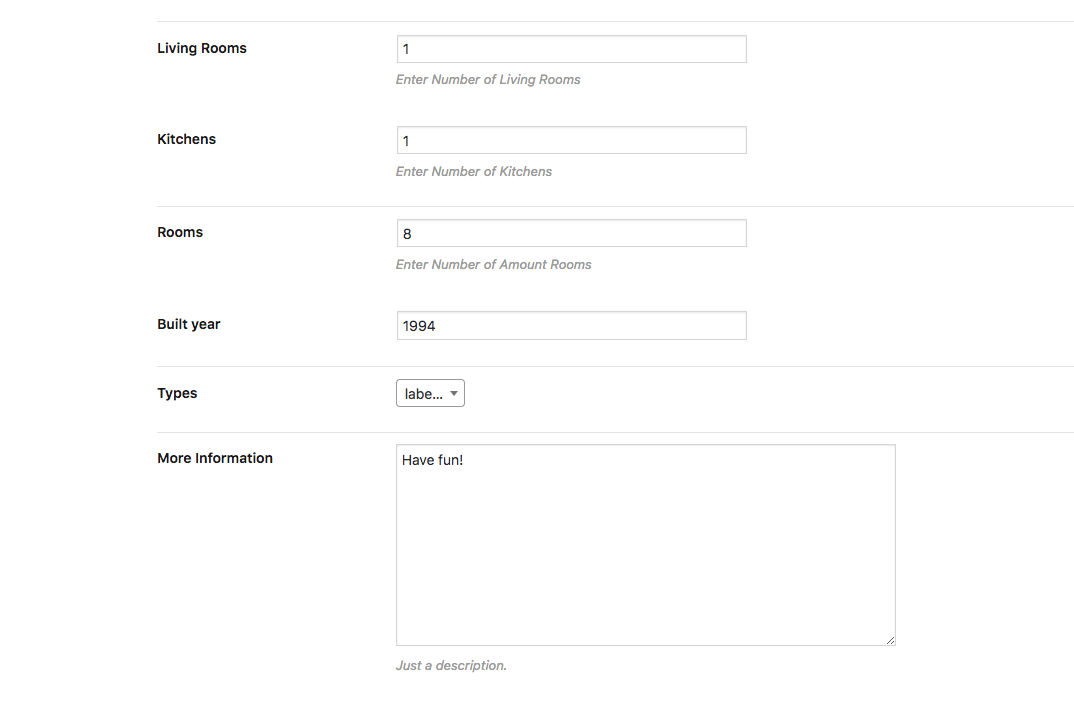 Living Rooms
1
Enter Number of Living Rooms
Kitchens
1
Enter Number of Kitchens
Rooms
8
Enter Number of Amount Rooms
Built year
1994
Types
labe...
More Information
Have fun!
Just a description.